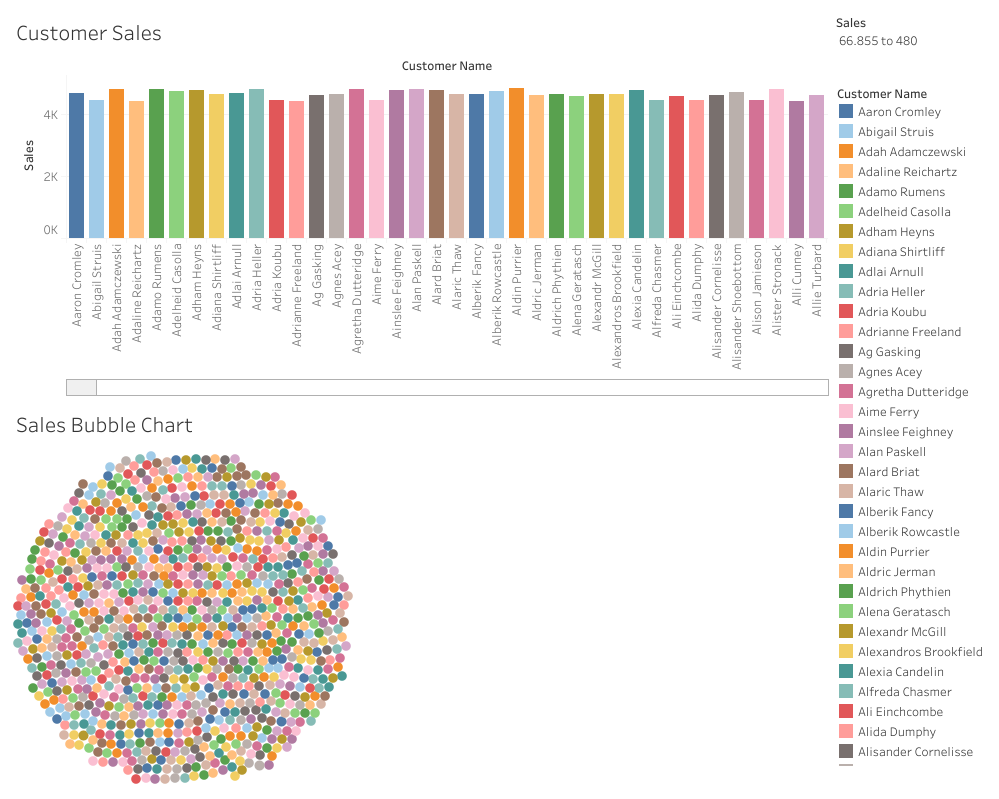 Customer Sales
Customer Name
Sales
4K
2K
0K
Aaron Cromley
Abigail Struis
Adah Adamczewski
Adaline Reichartz
Adamo Rumens
Adelheid Casolla
Adham Heyns
Adiana Shirtliff
Adlai Arnull
Adria Heller
Adria Koubu
Adrianne Freeland
Ag Gasking
Agnes Acey
Agretha Dutteridge
Aime Ferry
Ainslee Feighney
Alan Paskell
Alard Briat
Alaric Thaw
Alberik Fancy
Alberik Rowcastle
Aldin Purrier
Aldric Jerman
Aldrich Phythien
Alena Geratasch
Alexandr McGill
Alexandros Brookfield
Alexia Candelin
Alfreda Chasmer
Ali Einchcombe
Alida Dumphy
Alisander Cornelisse
Alisander Shoebottom
Alison Jamieson
Alister Stronack
Alli Cunney
Allie Turbard
Sales Bubble Chart
Sales
66.855 to 480
Customer Name
Aaron Cromley
Abigail Struis
Adah Adamczewski
Adaline Reichartz
Adamo Rumens
Adelheid Casolla
Adham Heyns
Adiana Shirtliff
Adlai Arnull
Adria Heller
Adria Koubu
Adrianne Freeland
Ag Gasking
Agnes Acey
Agretha Dutteridge
Aime Ferry
Ainslee Feighney
Alan Paskell
Alard Briat
Alaric Thaw
Alberik Fancy
Alberik Rowcastle
Aldin Purrier
Aldric Jerman
Aldrich Phythien
Alena Geratasch
Alexandr McGill
Alexandros Brookfield
Alexia Candelin
Alfreda Chasmer
Ali Einchcombe
Alida Dumphy
Alisander Cornelisse